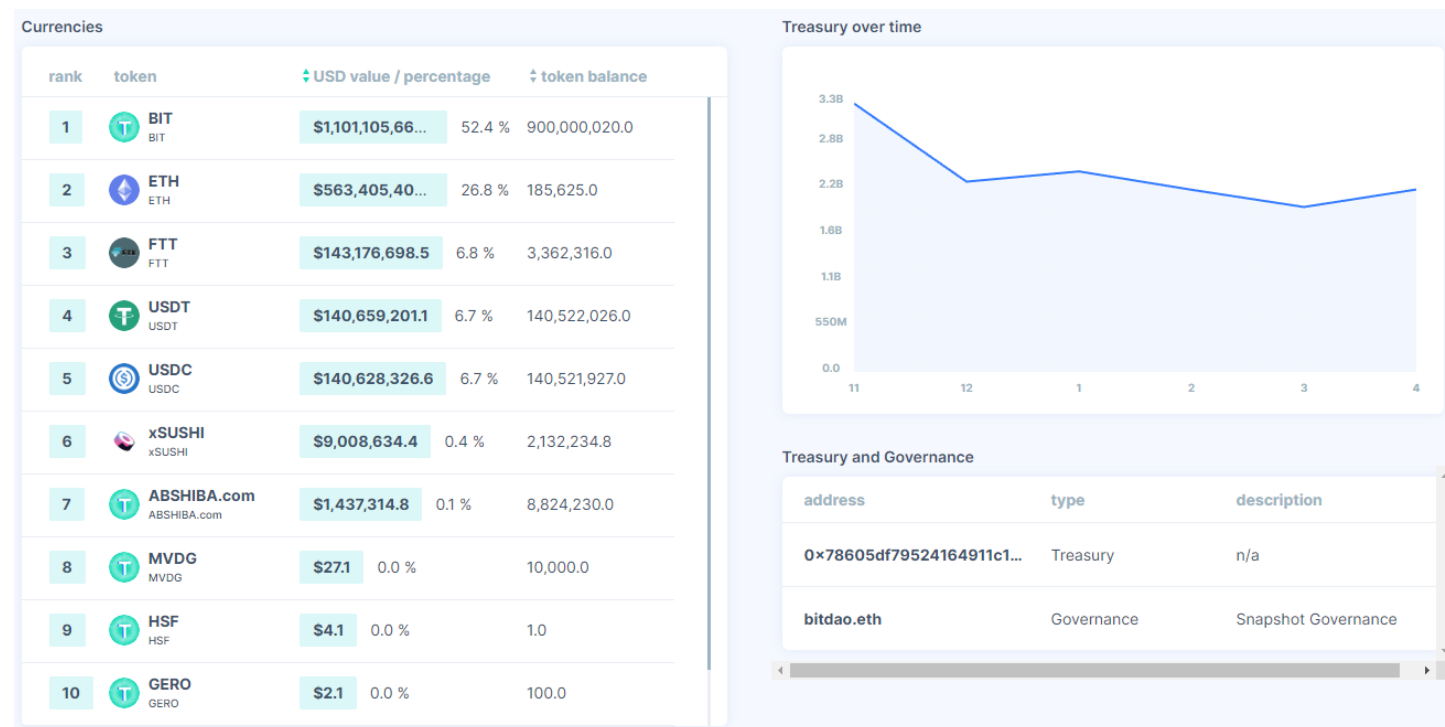 Currencies
rank token USD value / percentage token balance
1 BIT $1,101,105,66... 52.4 % 900,000,020.0
BIT
2 ETH $563,405,40... 26.8 % 185,625.0
ETH
3 FTT $143,176,698.5 6.8 % 3,362,316.0
FTT
4 USDT $140,659,201.1 6.7 % 140,522,026.0
USDT
5 USDC $140,628,326.6 6.7 % 140,521,927.0
USDC
6 xSUSHI $9,008,634.4 0.4 % 2,132,234.8
xSUSHI
7 ABSHIBA.com $1,437,314.8 0.1 % 8,824,230.0
ABSHIBA.com
8 MVDG $27.1 0.0 % 10,000.0
MVDG
9 HSF $4.1 0.0 % 1.0
HSF
10 GERO $2.1 0.0 % 100.0
GERO
Treasury over time
3.3B
2.8B
2.2B
1.6B
1.1B
550M
0.0
11 12 1 2 3 4
Treasury and Governance
address type description
0×78605df79524164911c1... Treasury n/a
bitdao.eth Governance Snapshot Governance